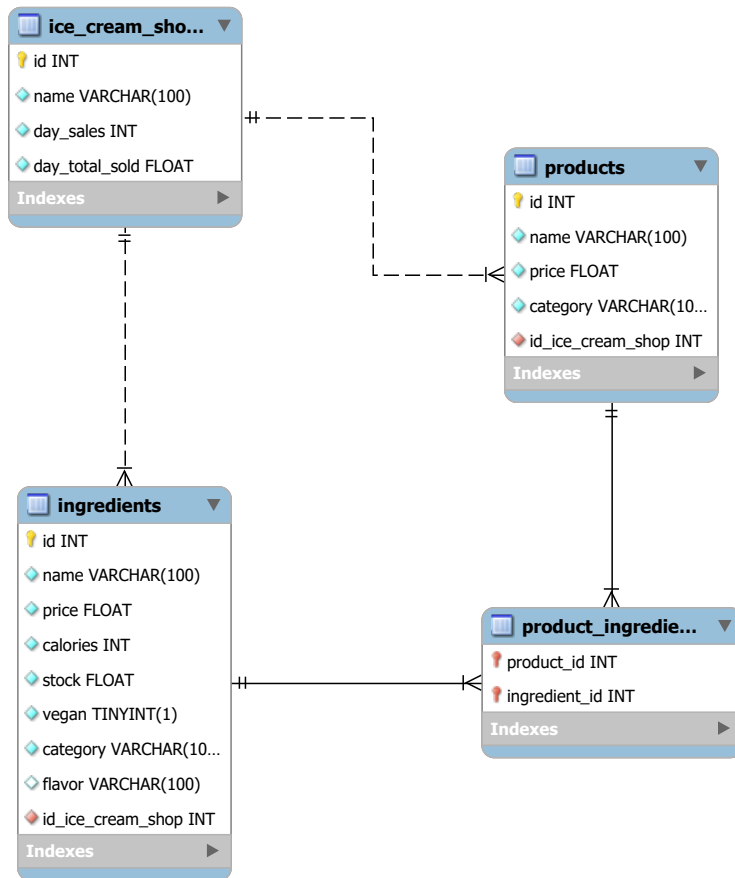 ice_cream_sho...
id INT
name VARCHAR(100)
day_sales INT
day_total_sold FLOAT
Indexes
products
id INT
name VARCHAR(100)
price FLOAT
category VARCHAR(10...
id_ice_cream_shop INT
Indexes
ingredients
id INT
name VARCHAR(100)
price FLOAT
calories INT
stock FLOAT
vegan TINYINT(1)
category VARCHAR(10...
flavor VARCHAR(100)
id_ice_cream_shop INT
Indexes
product_ingredie...
product_id INT
ingredient_id INT
Indexes